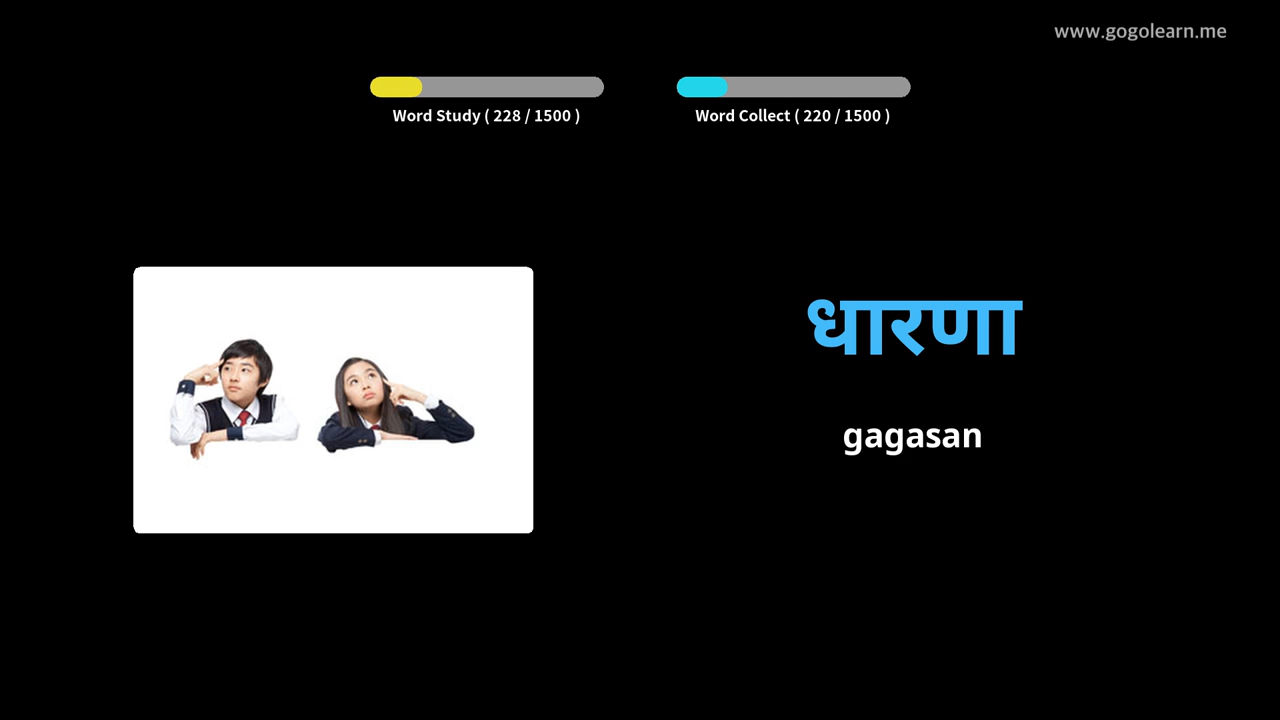 www.gogolearn.me
Word Study ( 228 / 1500 )
Word Collect ( 220 / 1500 )
धारणा
gagasan